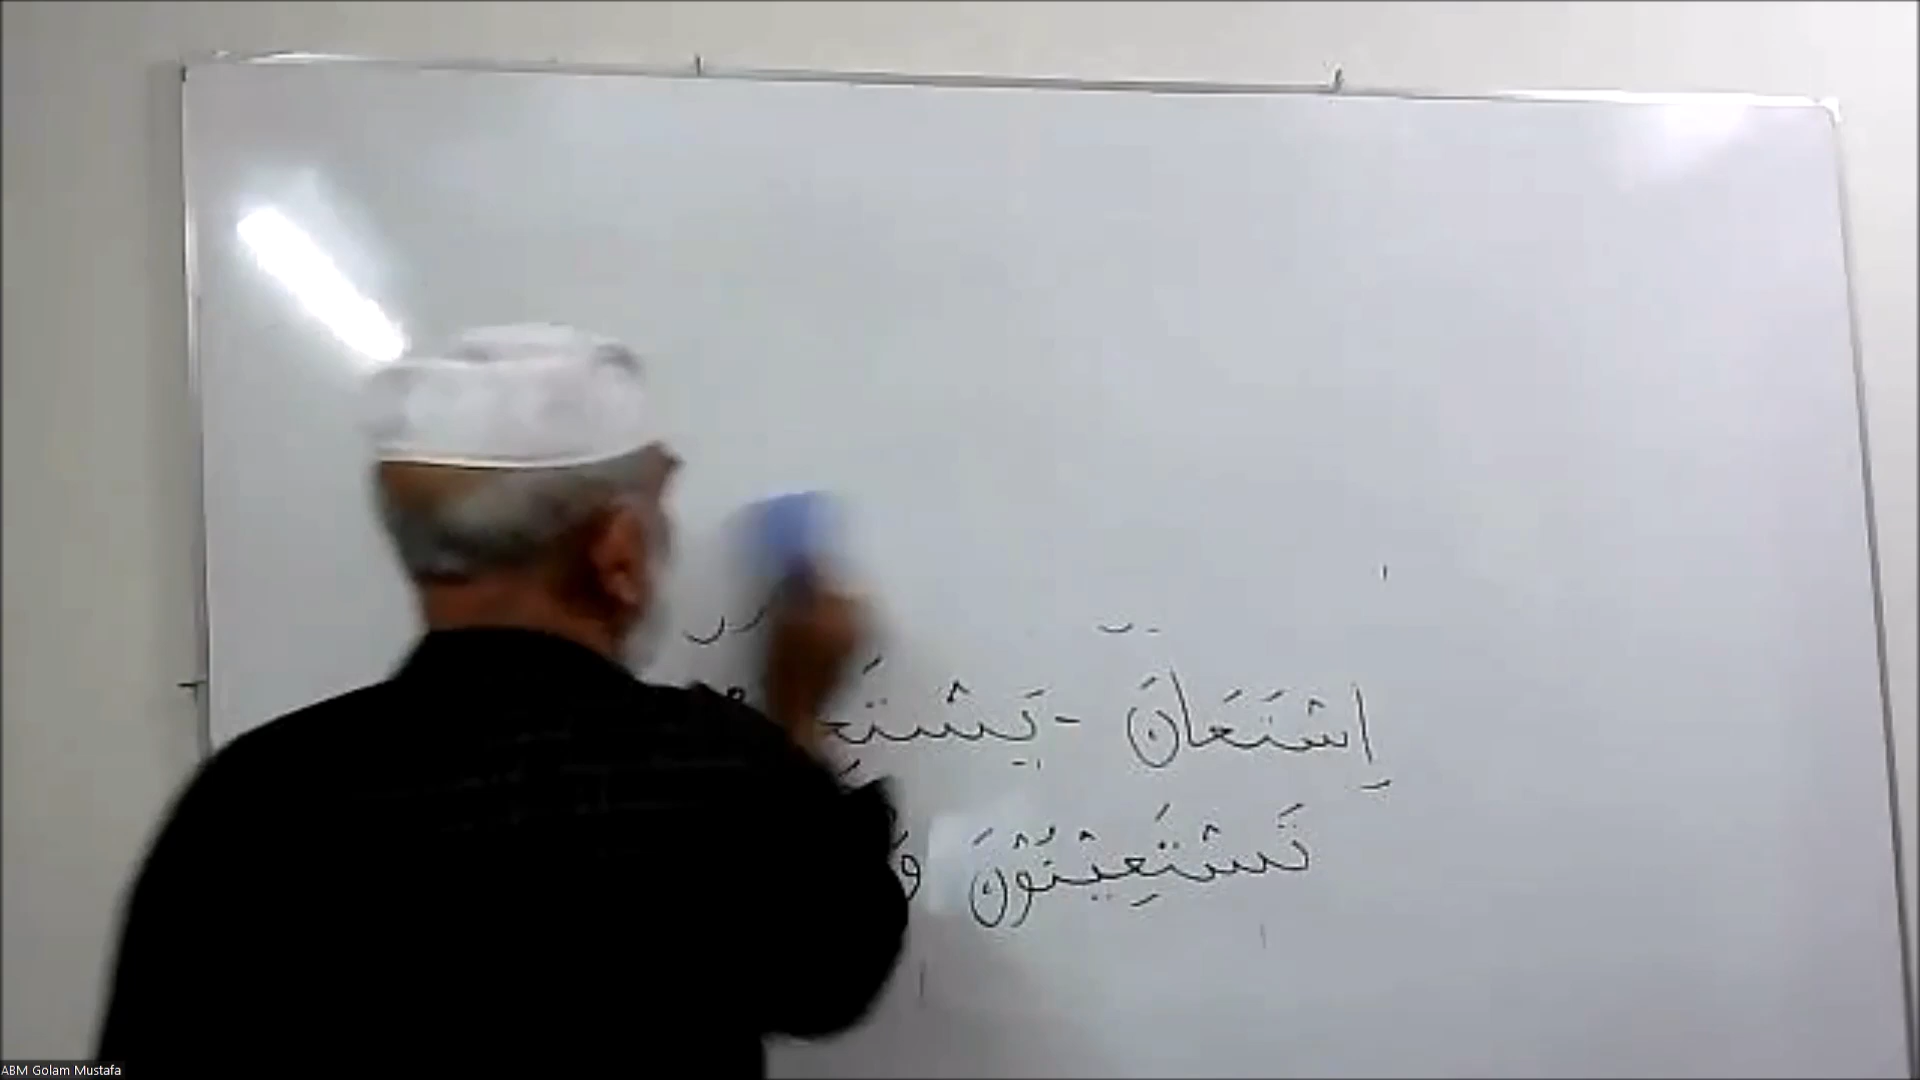 اِسْتَعَانَ - يَسْتَعِ
تَسْتَعِيْنُوْنَ وَ
ABM Golam Mustafa